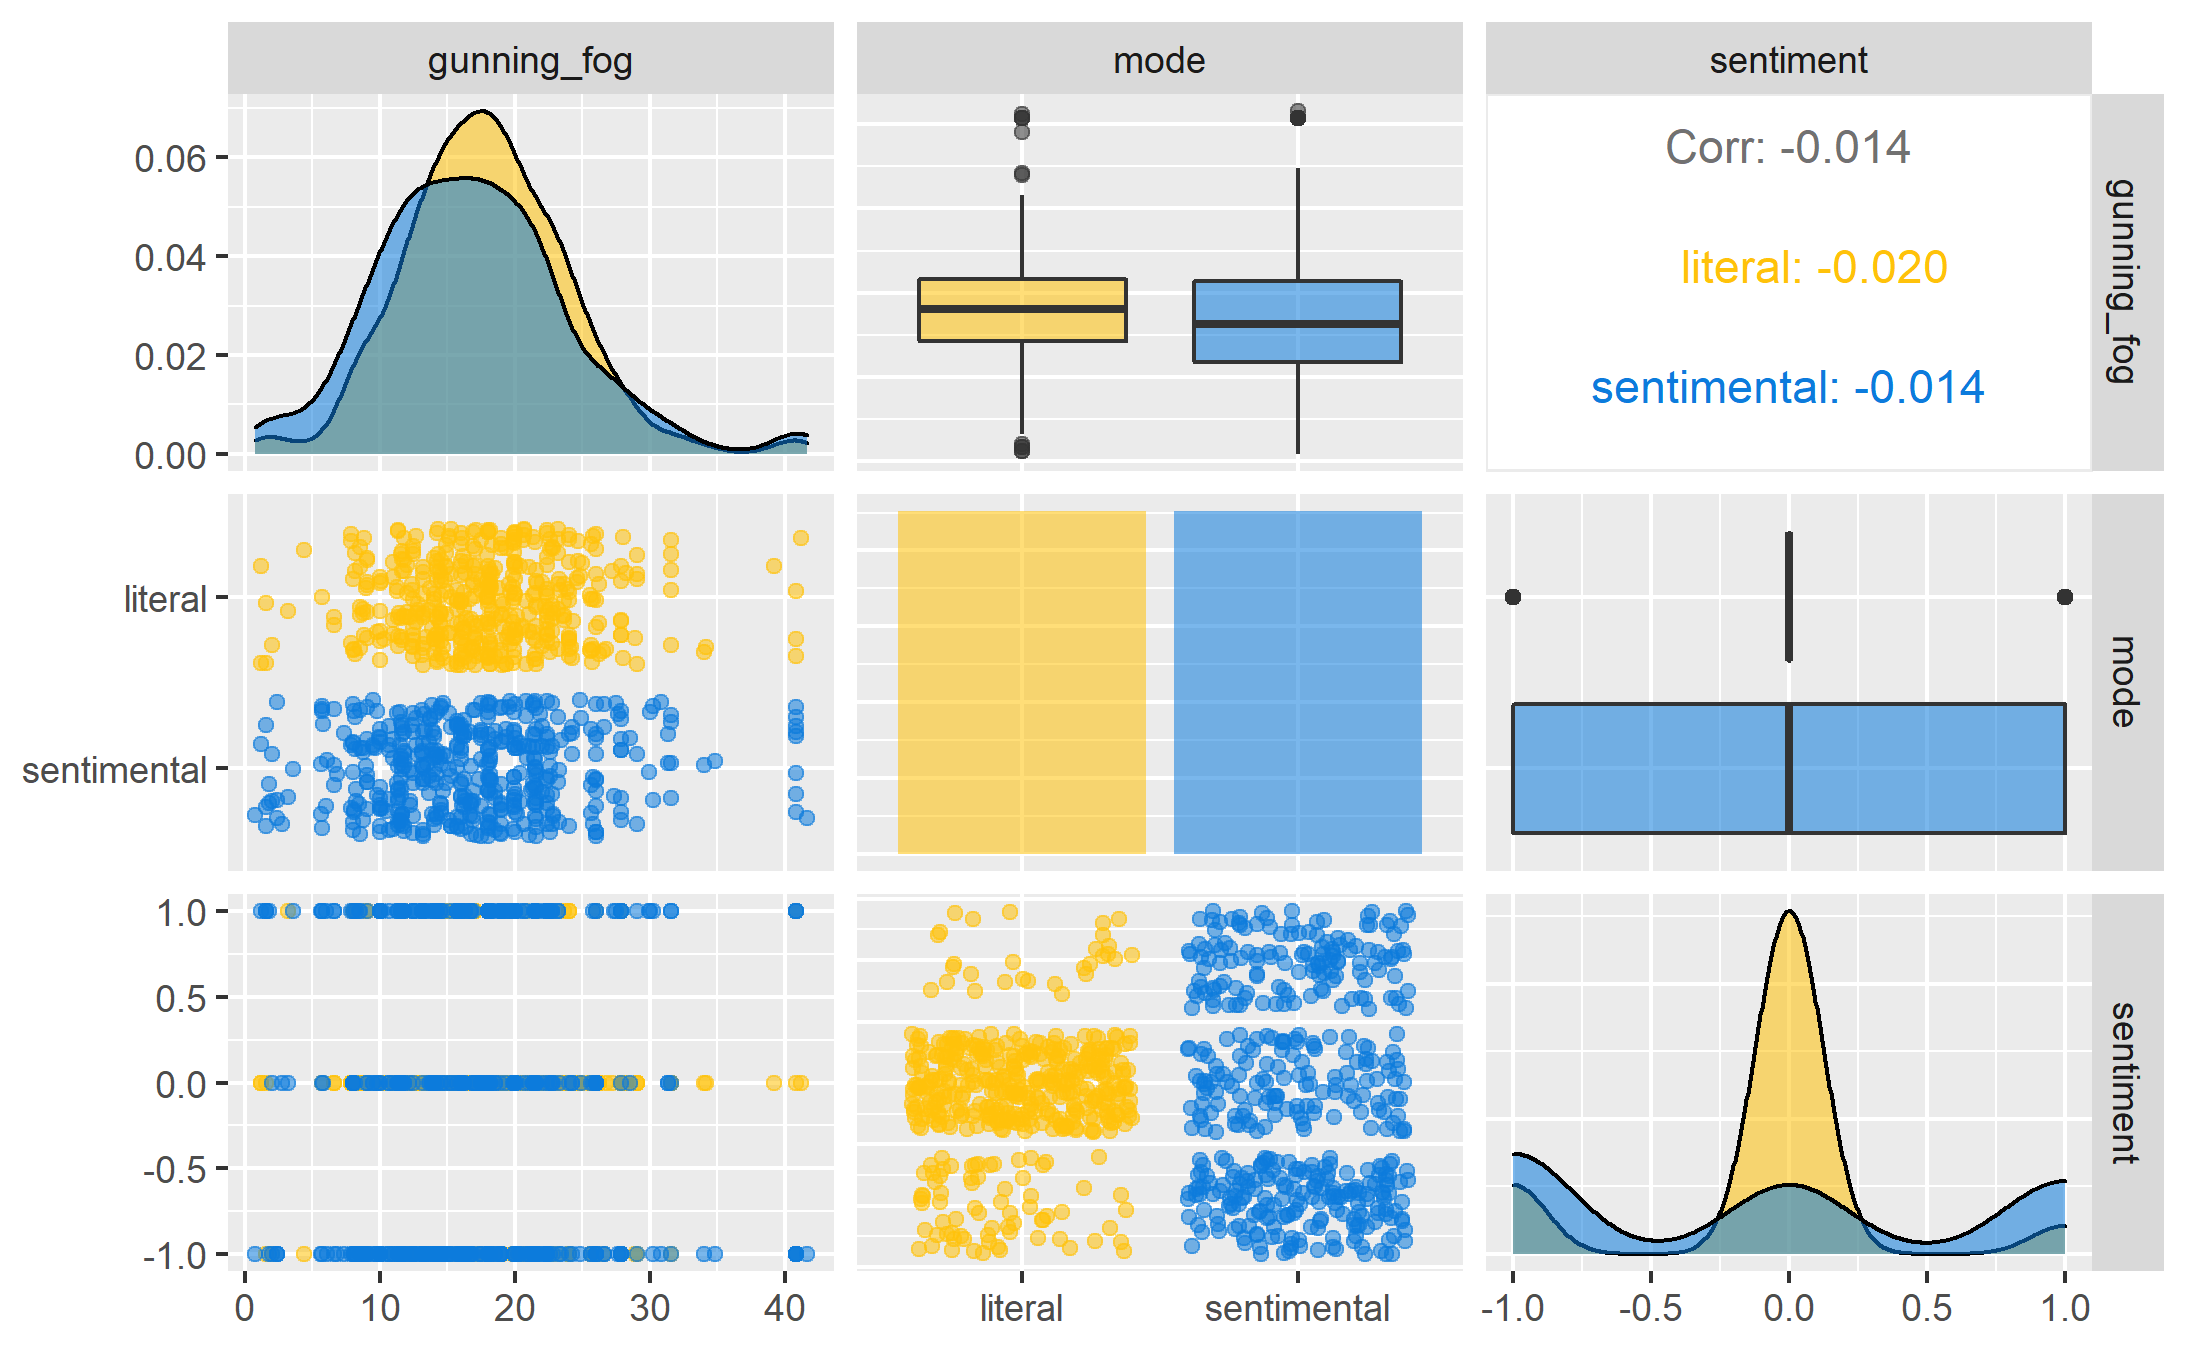 gunning_fog mode sentiment
0.06
0.04
0.02
0.00
Corr: -0.014
literal: -0.020
sentimental: -0.014
gunning_fog
literal
sentimental
mode
1.0
0.5
0.0
-0.5
-1.0
sentiment
0 10 20 30 40
literal sentimental
-1.0 -0.5 0.0 0.5 1.0